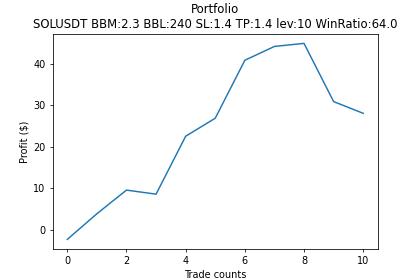 Portfolio
SOLUSDT BBM:2.3 BBL:240 SL:1.4 TP:1.4 lev:10 WinRatio:64.0
Profit ($)
40
30
20
10
0
0 2 4 6 8 10
Trade counts